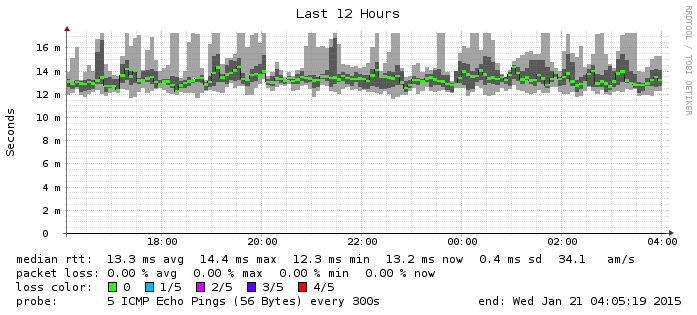 Last 12 Hours
RRDTOOL / TOBI OETIKER
Seconds
16 m
14 m
12 m
10 m
8 m
6 m
4 m
2 m
0
18:00 20:00 22:00 00:00 02:00 04:00
median rtt: 13.3 ms avg 14.4 ms max 12.3 ms min 13.2 ms now 0.4 ms sd 34.1 am/s
packet loss: 0.00 % avg 0.00 % max 0.00 % min 0.00 % now
loss color: 0 1/5 2/5 3/5 4/5
probe: 5 ICMP Echo Pings (56 Bytes) every 300s end: Wed Jan 21 04:05:19 2015